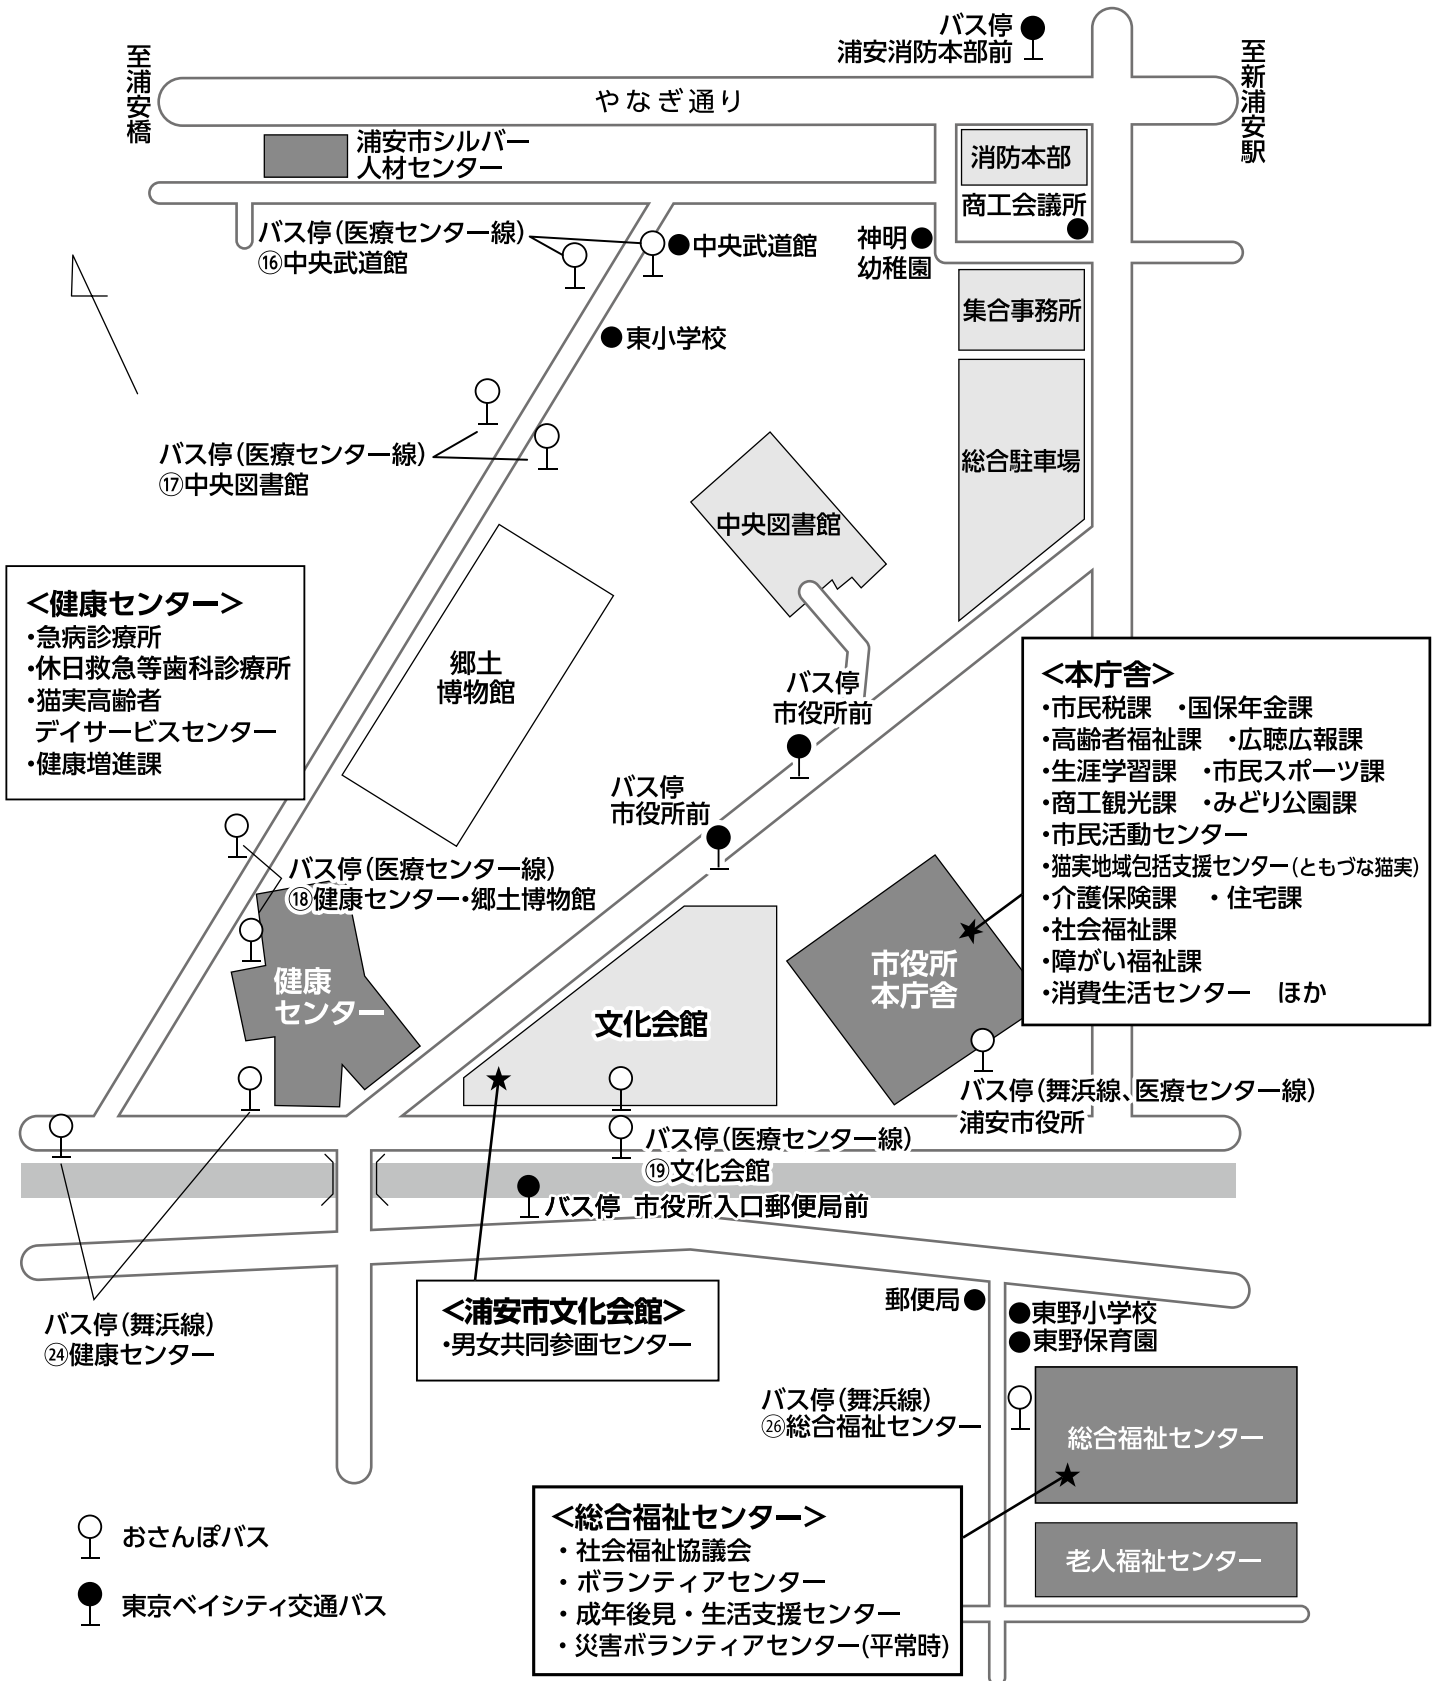 バス停
浦安消防本部前
至浦安橋
至新浦安駅
やなぎ通り
浦安市シルバー
人材センター
消防本部
商工会議所
バス停(医療センター線)
⑯中央武道館
中央武道館
神明
幼稚園
集合事務所
東小学校
バス停(医療センター線)
⑰中央図書館
総合駐車場
中央図書館
<健康センター>
・急病診療所
・休日救急等歯科診療所
・猫実高齢者
デイサービスセンター
・健康増進課
郷土
博物館
バス停
市役所前
バス停
市役所前
<本庁舎>
・市民税課 ・国保年金課
・高齢者福祉課 ・広聴広報課
・生涯学習課 ・市民スポーツ課
・商工観光課 ・みどり公園課
・市民活動センター
・猫実地域包括支援センター(ともづな猫実)
・介護保険課 ・住宅課
・社会福祉課
・障がい福祉課
・消費生活センター ほか
バス停(医療センター線)
⑱健康センター・郷土博物館
健康
センター
市役所
本庁舎
文化会館
バス停(舞浜線、医療センター線)
浦安市役所
バス停(医療センター線)
⑲文化会館
バス停 市役所入口郵便局前
<浦安市文化会館>
・男女共同参画センター
バス停(舞浜線)
㉔健康センター
郵便局
東野小学校
東野保育園
バス停(舞浜線)
㉖総合福祉センター
総合福祉センター
<総合福祉センター>
・社会福祉協議会
・ボランティアセンター
・成年後見・生活支援センター
・災害ボランティアセンター(平常時)
老人福祉センター
おさんぽバス
東京ベイシティ交通バス